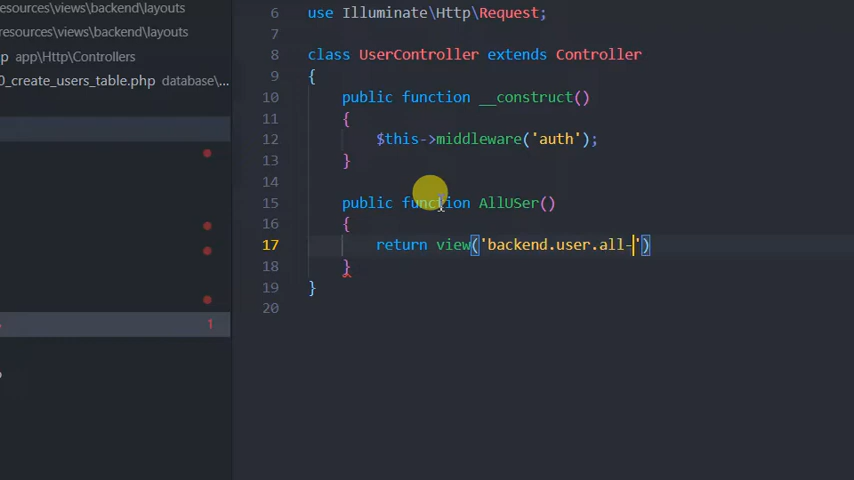 resources\views\backend\layouts
resources\views\backend\layouts
p app\Http\Controllers
0_create_users_table.php database\...
1
6 use Illuminate\Http\Request;
7
8 class UserController extends Controller
9 {
10 public function __construct()
11 {
12 $this->middleware('auth');
13 }
14
15 public function AllUSer()
16 {
17 return view('backend.user.all-')
18 }
19 }
20